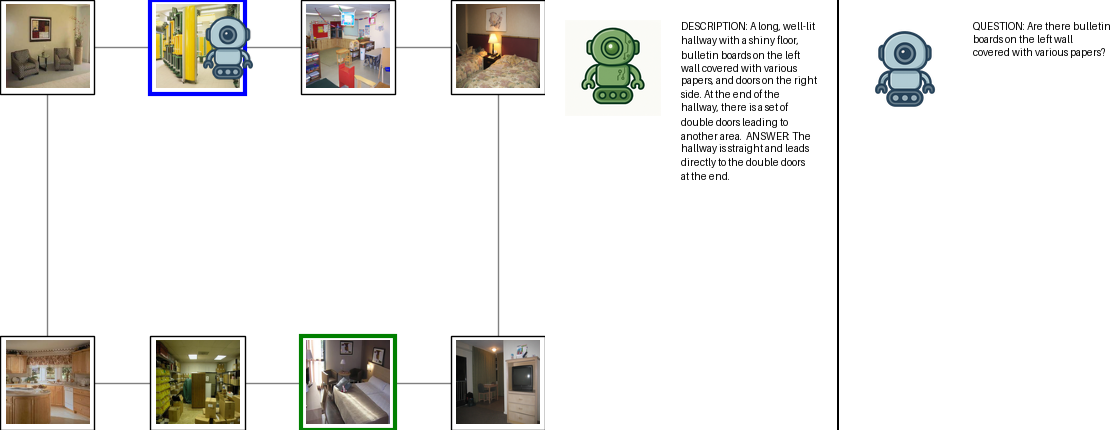 DESCRIPTION: A long, well-lit
hallway with a shiny floor,
bulletin boards on the left
wall covered with various
papers, and doors on the right
side. At the end of the
hallway, there is a set of
double doors leading to
another area.  ANSWER: The
hallway is straight and leads
directly to the double doors
at the end.
QUESTION: Are there bulletin
boards on the left wall
covered with various papers?